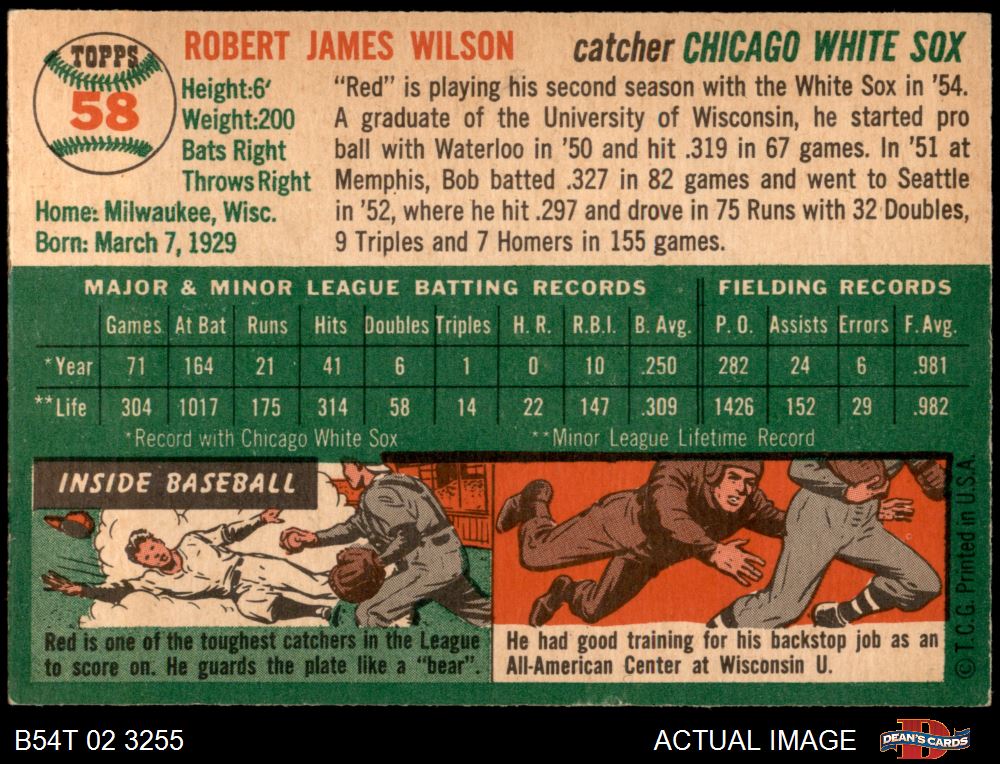 TOPPS
58
ROBERT JAMES WILSON catcher CHICAGO WHITE SOX
Height:6'
Weight:200
Bats Right
Throws Right
Home: Milwaukee, Wisc.
Born: March 7, 1929
"Red" is playing his second season with the White Sox in '54.
A graduate of the University of Wisconsin, he started pro
ball with Waterloo in '50 and hit .319 in 67 games. In '51 at
Memphis, Bob batted .327 in 82 games and went to Seattle
in '52, where he hit .297 and drove in 75 Runs with 32 Doubles,
9 Triples and 7 Homers in 155 games.
MAJOR & MINOR LEAGUE BATTING RECORDS FIELDING RECORDS
Games At Bat Runs Hits Doubles Triples H. R. R.B.I. B. Avg. P. O. Assists Errors F. Avg.
*Year 71 164 21 41 6 1 0 10 .250 282 24 6 .981
**Life 304 1017 175 314 58 14 22 147 .309 1426 152 29 .982
*Record with Chicago White Sox **Minor League Lifetime Record
INSIDE BASEBALL
Red is one of the toughest catchers in the League
to score on. He guards the plate like a "bear".
He had good training for his backstop job as an
All-American Center at Wisconsin U.
© T.C.G. Printed in U.S.A.
B54T 02 3255
ACTUAL IMAGE
D
DEAN'S CARDS